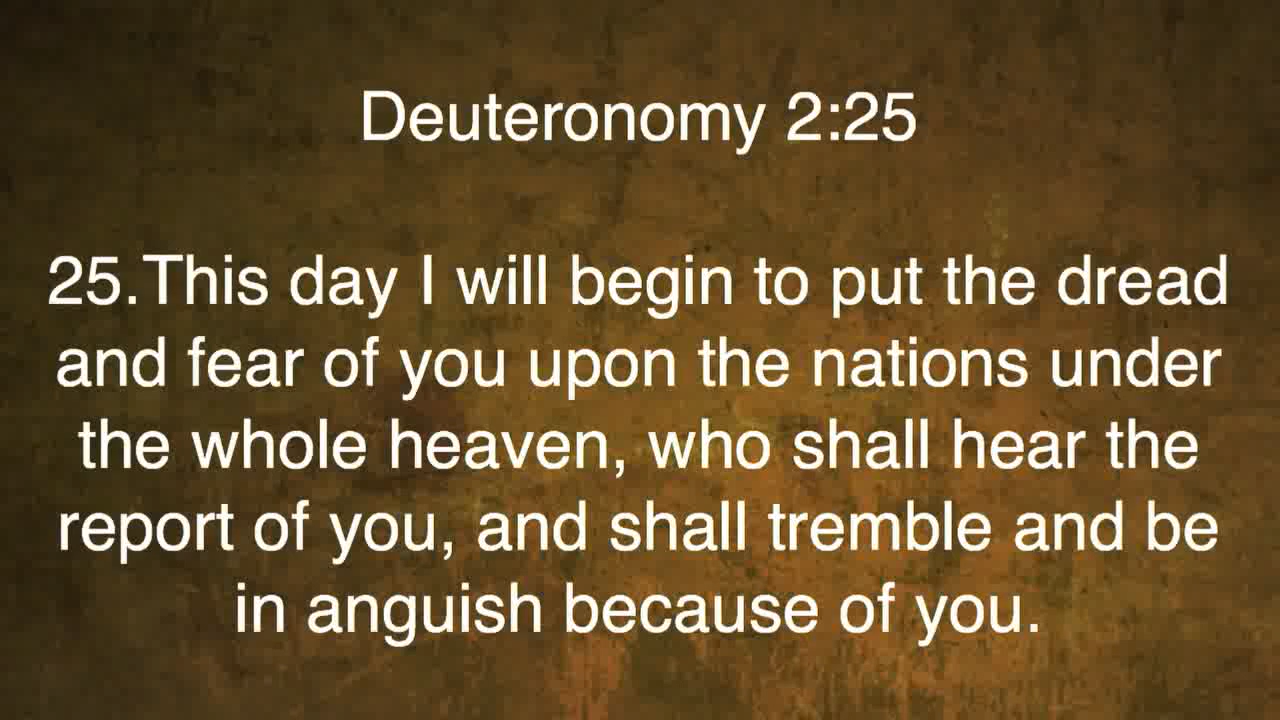 Deuteronomy 2:25
25.This day I will begin to put the dread
and fear of you upon the nations under
the whole heaven, who shall hear the
report of you, and shall tremble and be
in anguish because of you.